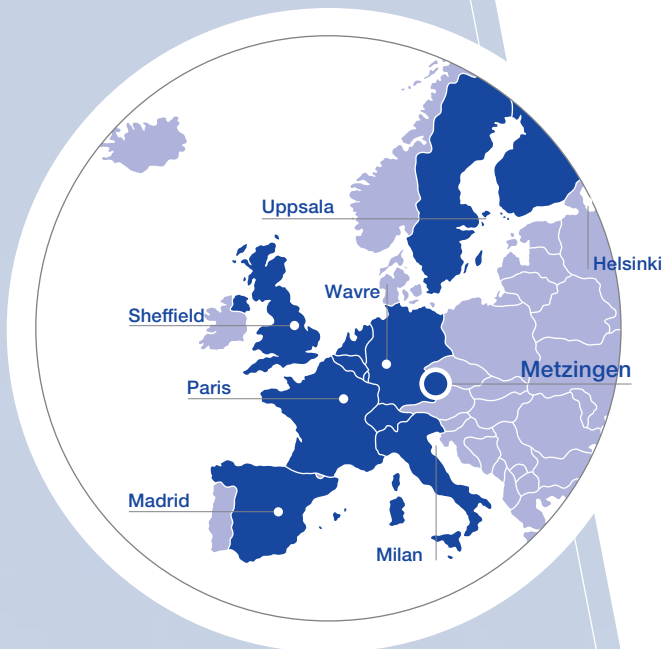 Uppsala
Helsinki
Wavre
Sheffield
Metzingen
Paris
Madrid
Milan